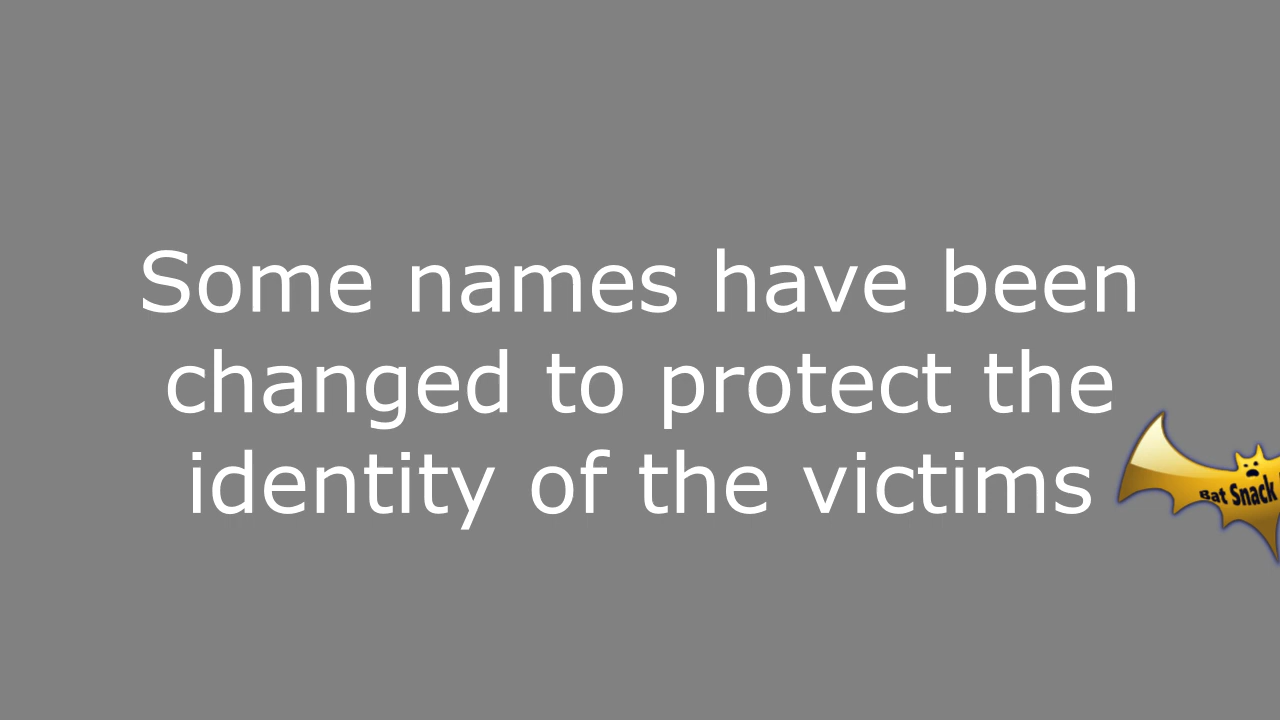 Some names have been
changed to protect the
identity of the victims
Bat Snack